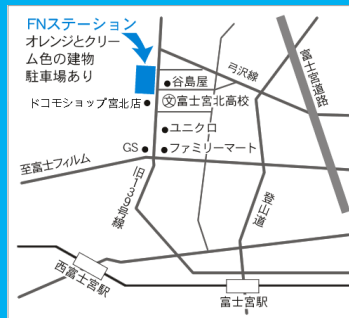 FNステーション
オレンジとクリー
ム色の建物
駐車場あり
谷島屋
弓沢線
富士宮道路
ドコモショップ宮北店
文富士宮北高校
ユニクロ
GS
ファミリーマート
至富士フィルム
旧139号線
登山道
西富士宮駅
富士宮駅